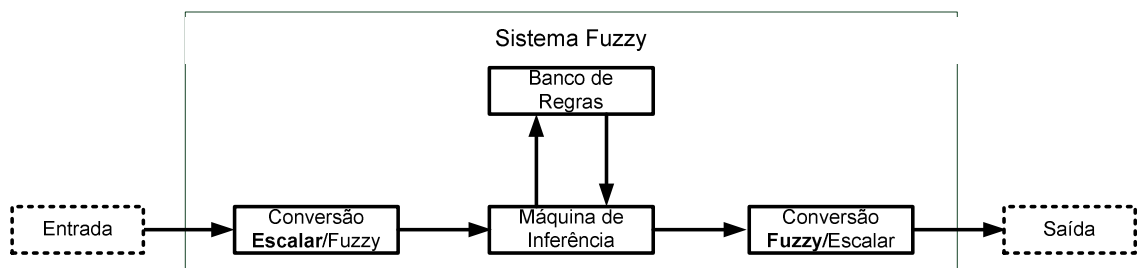 Sistema Fuzzy
Banco de
Regras
Entrada
Conversão
Escalar/Fuzzy
Máquina de
Inferência
Conversão
Fuzzy/Escalar
Saída